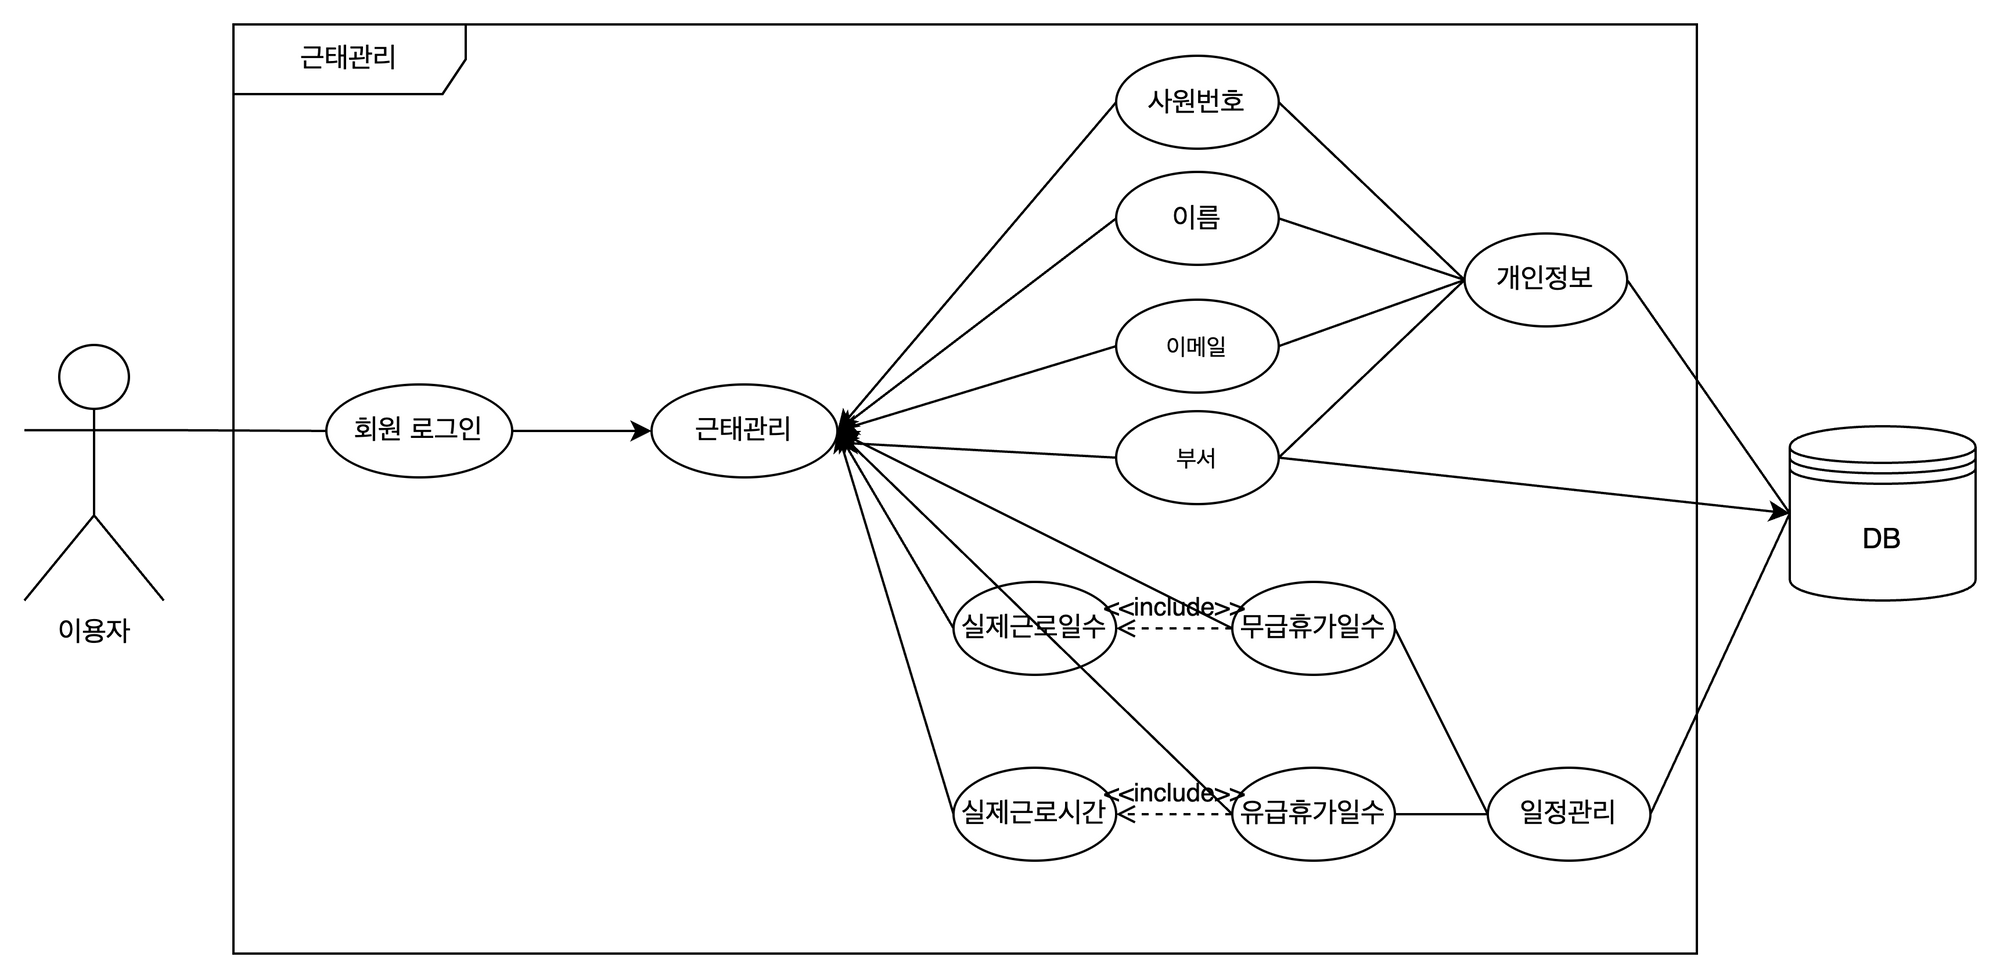 근태관리
사원번호
이름
개인정보
이메일
회원 로그인
근태관리
부서
DB
이용자
<<include>>
실제근로일수
무급휴가일수
<<include>>
실제근로시간
유급휴가일수
일정관리